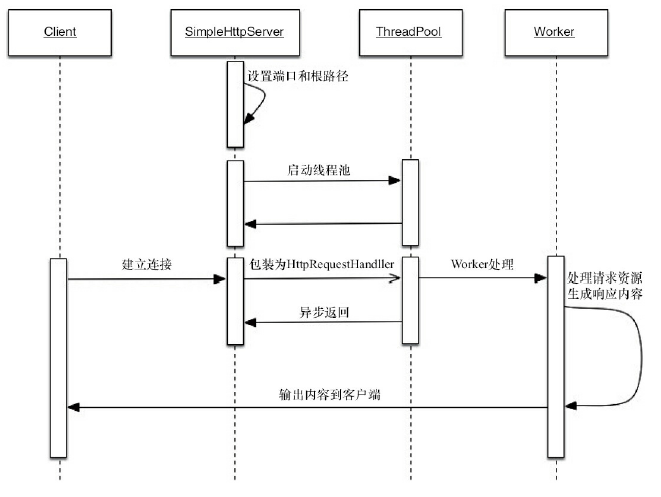 Client
SimpleHttpServer
ThreadPool
Worker
设置端口和根路径
启动线程池
建立连接
包装为HttpRequestHandller
Worker处理
处理请求资源
生成响应内容
异步返回
输出内容到客户端